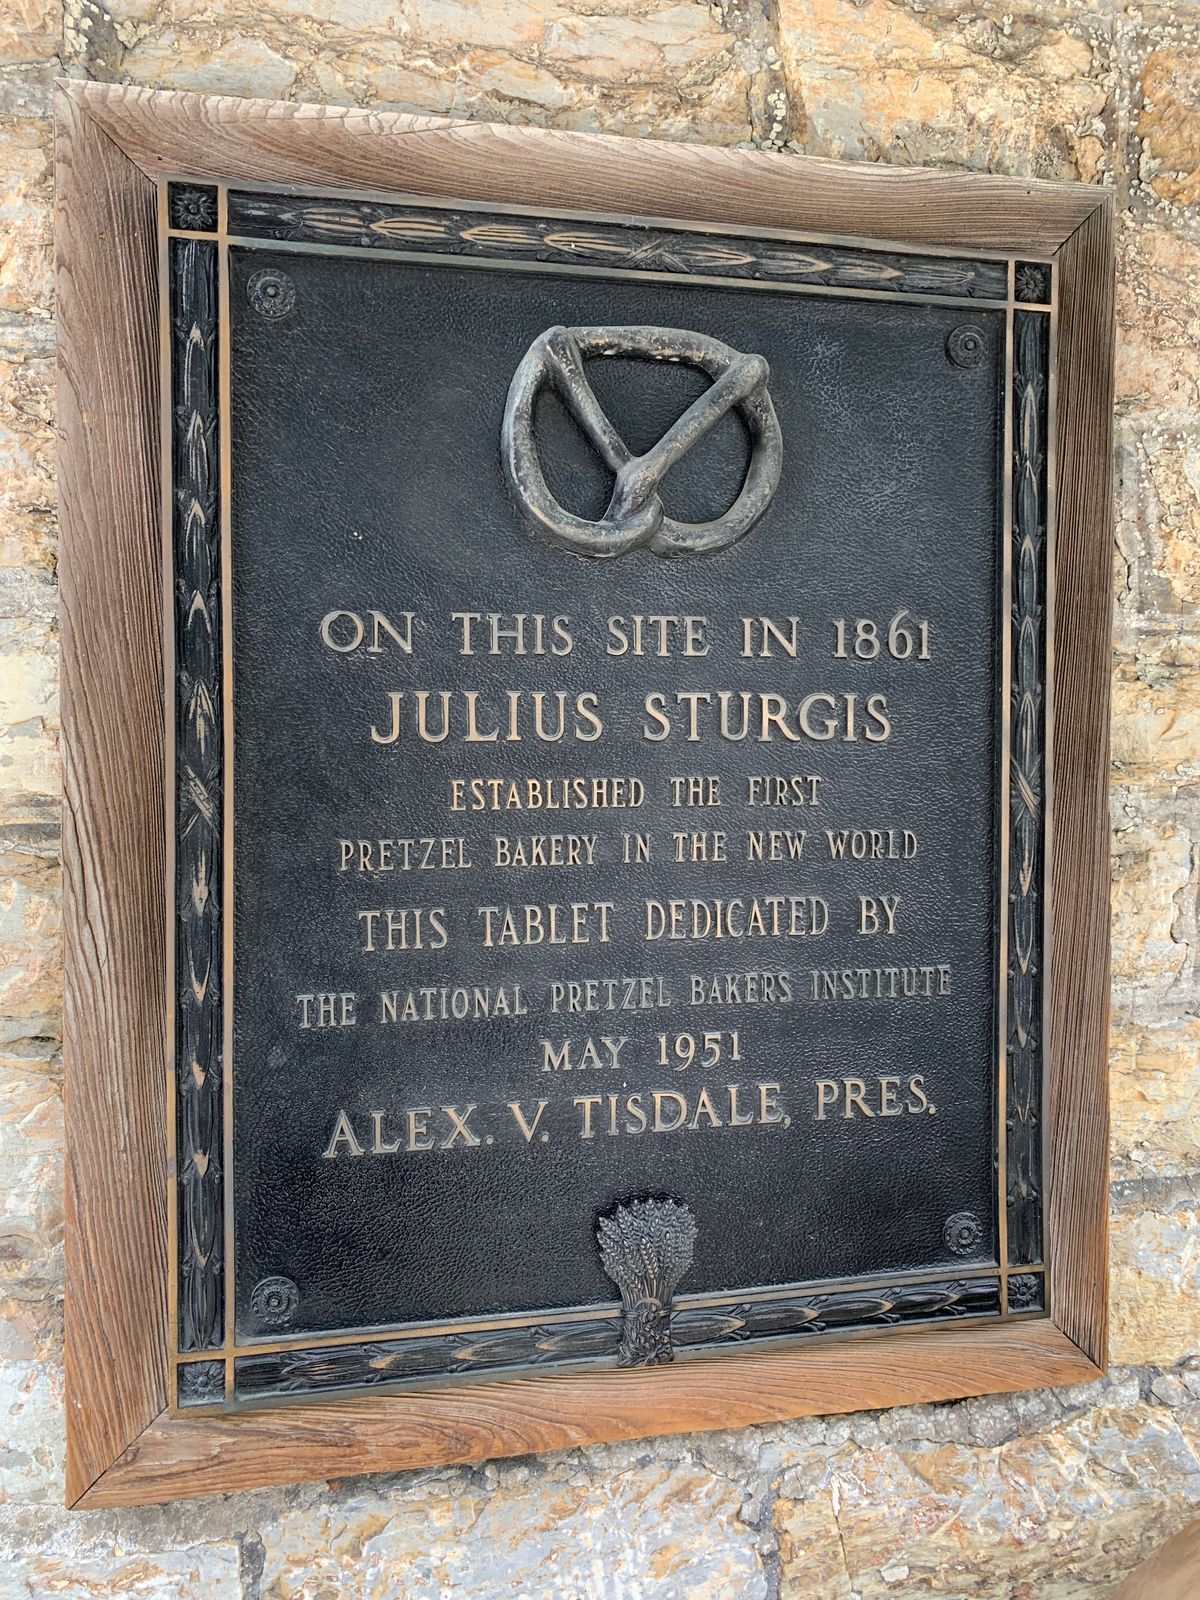 ON THIS SITE IN 1861
JULIUS STURGIS
ESTABLISHED THE FIRST
PRETZEL BAKERY IN THE NEW WORLD
THIS TABLET DEDICATED BY
THE NATIONAL PRETZEL BAKERS INSTITUTE
MAY 1951
ALEX. V. TISDALE, PRES.